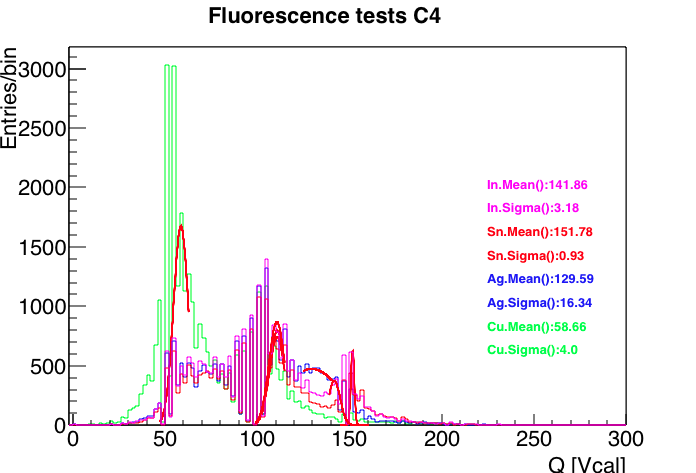 Fluorescence tests C4
Entries/bin
3000
2500
2000
1500
1000
500
0
In.Mean():141.86
In.Sigma():3.18
Sn.Mean():151.78
Sn.Sigma():0.93
Ag.Mean():129.59
Ag.Sigma():16.34
Cu.Mean():58.66
Cu.Sigma():4.0
0 50 100 150 200 250 300
Q [Vcal]